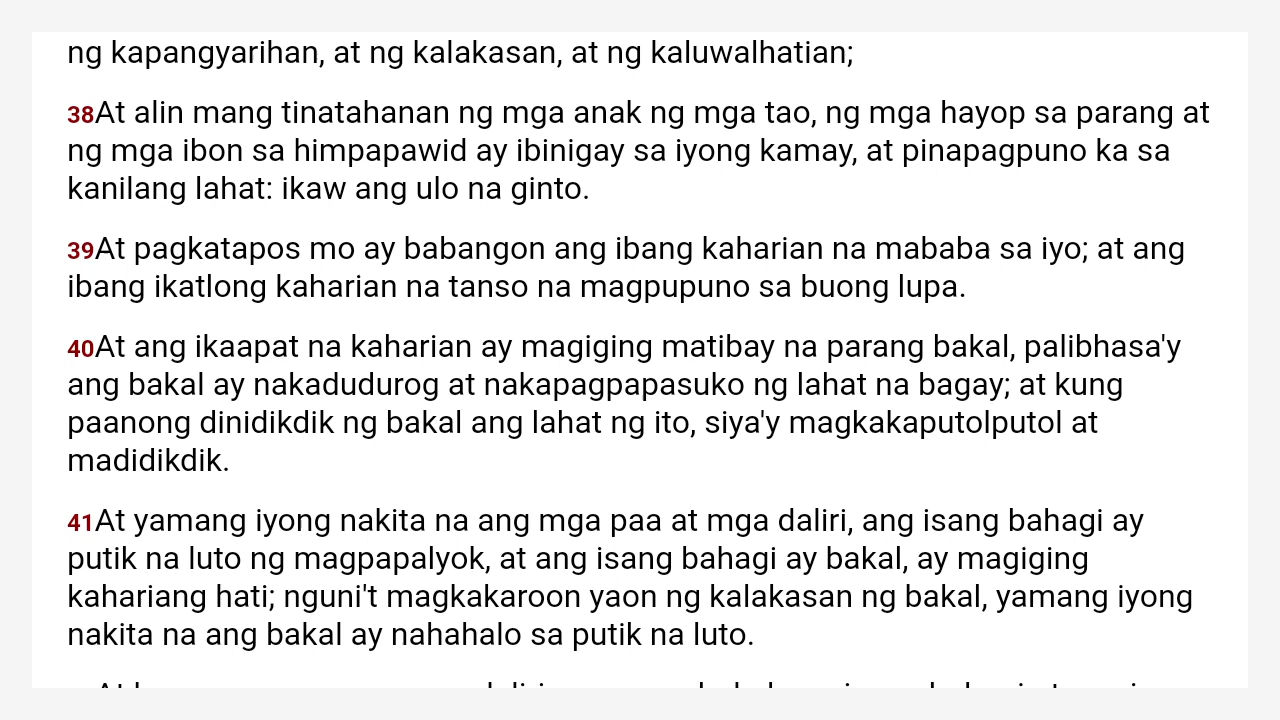 ng kapangyarihan, at ng kalakasan, at ng kaluwalhatian;
38At alin mang tinatahanan ng mga anak ng mga tao, ng mga hayop sa parang at
ng mga ibon sa himpapawid ay ibinigay sa iyong kamay, at pinapagpuno ka sa
kanilang lahat: ikaw ang ulo na ginto.
39At pagkatapos mo ay babangon ang ibang kaharian na mababa sa iyo; at ang
ibang ikatlong kaharian na tanso na magpupuno sa buong lupa.
40At ang ikaapat na kaharian ay magiging matibay na parang bakal, palibhasa'y
ang bakal ay nakadudurog at nakapagpapasuko ng lahat na bagay; at kung
paanong dinidikdik ng bakal ang lahat ng ito, siya'y magkakaputolputol at
madidikdik.
41At yamang iyong nakita na ang mga paa at mga daliri, ang isang bahagi ay
putik na luto ng magpapalyok, at ang isang bahagi ay bakal, ay magiging
kahariang hati; nguni't magkakaroon yaon ng kalakasan ng bakal, yamang iyong
nakita na ang bakal ay nahahalo sa putik na luto.